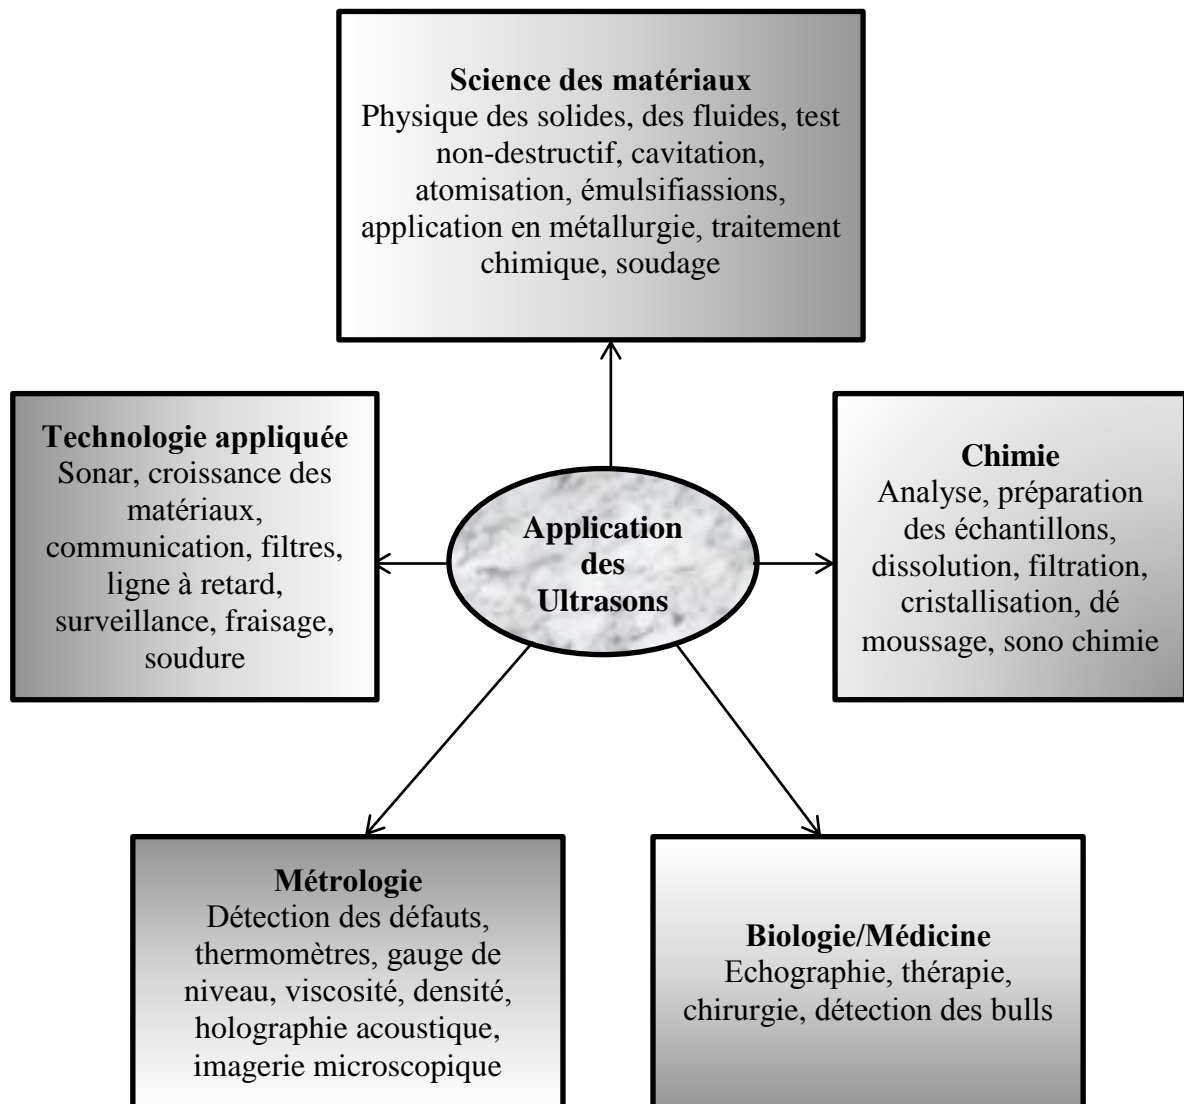 Science des matériaux
Physique des solides, des fluides, test
non-destructif, cavitation,
atomisation, émulsifiassions,
application en métallurgie, traitement
chimique, soudage
Technologie appliquée
Sonar, croissance des
matériaux,
communication, filtres,
ligne à retard,
surveillance, fraisage,
soudure
Application
des
Ultrasons
Chimie
Analyse, préparation
des échantillons,
dissolution, filtration,
cristallisation, dé
moussage, sono chimie
Métrologie
Détection des défauts,
thermomètres, gauge de
niveau, viscosité, densité,
holographie acoustique,
imagerie microscopique
Biologie/Médicine
Echographie, thérapie,
chirurgie, détection des bulls